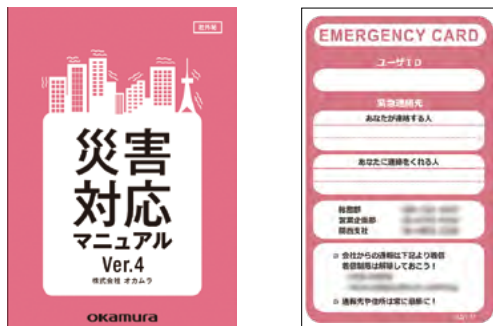 社外秘
災害
対応
マニュアル
Ver.4
株式会社 オカムラ
okamura
EMERGENCY CARD
ユーザID
緊急連絡先
あなたが連絡する人
あなたに連絡をくれる人
総務部
営業企画部
関西支社
会社からの通報は下記より着信
着信制限は解除しておこう！
連絡先や住所は常に最新に！